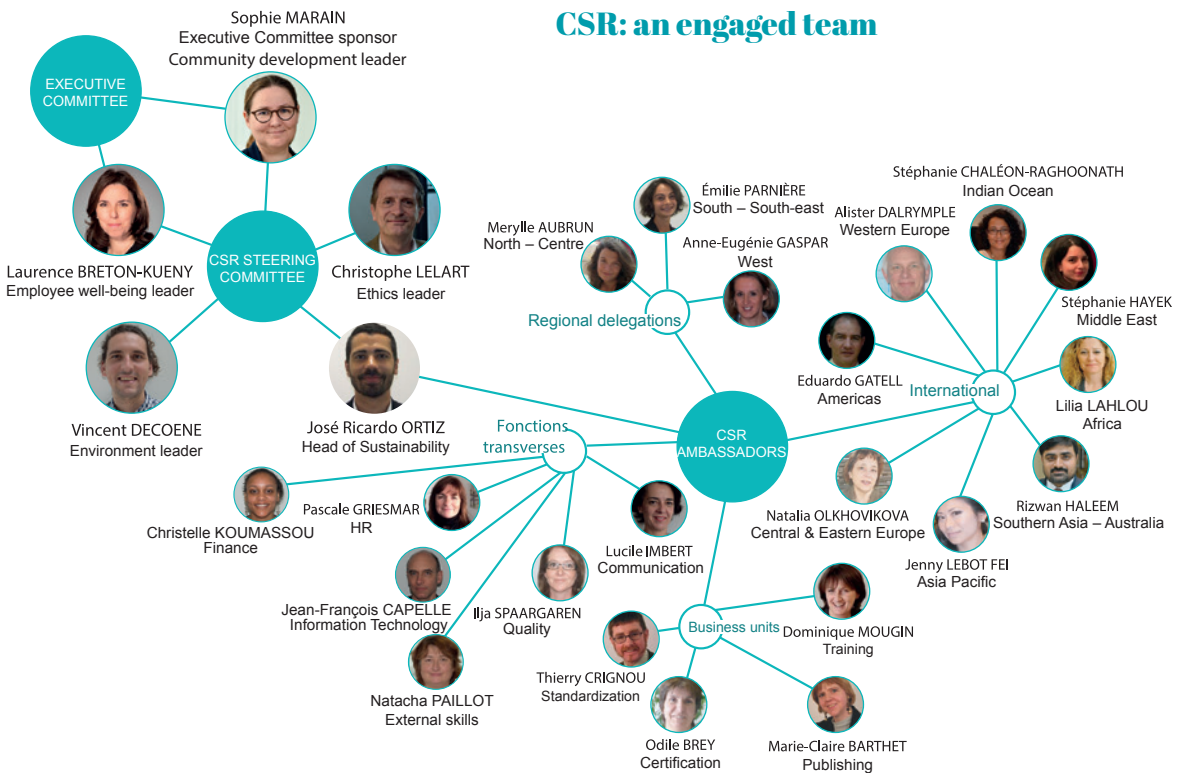 CSR: an engaged team
Sophie MARAIN
Executive Committee sponsor
Community development leader
EXECUTIVE
COMMITTEE
Laurence BRETON-KUENY
Employee well-being leader
CSR STEERING
COMMITTEE
Christophe LELART
Ethics leader
Vincent DECOENE
Environment leader
José Ricardo ORTIZ
Head of Sustainability
Émilie PARNIÈRE
South – South-east
Merylle AUBRUN
North – Centre
Anne-Eugénie GASPAR
West
Regional delegations
Stéphanie CHALÉON-RAGHOONATH
Indian Ocean
Alister DALRYMPLE
Western Europe
Stéphanie HAYEK
Middle East
Eduardo GATELL
Americas
International
Lilia LAHLOU
Africa
CSR
AMBASSADORS
Natalia OLKHOVIKOVA
Central & Eastern Europe
Rizwan HALEEM
Southern Asia – Australia
Jenny LEBOT FEI
Asia Pacific
Fonctions
transverses
Christelle KOUMASSOU
Finance
Pascale GRIESMAR
HR
Lucile IMBERT
Communication
Jean-François CAPELLE
Information Technology
Ilja SPAARGAREN
Quality
Natacha PAILLOT
External skills
Business units
Dominique MOUGIN
Training
Thierry CRIGNOU
Standardization
Odile BREY
Certification
Marie-Claire BARTHET
Publishing